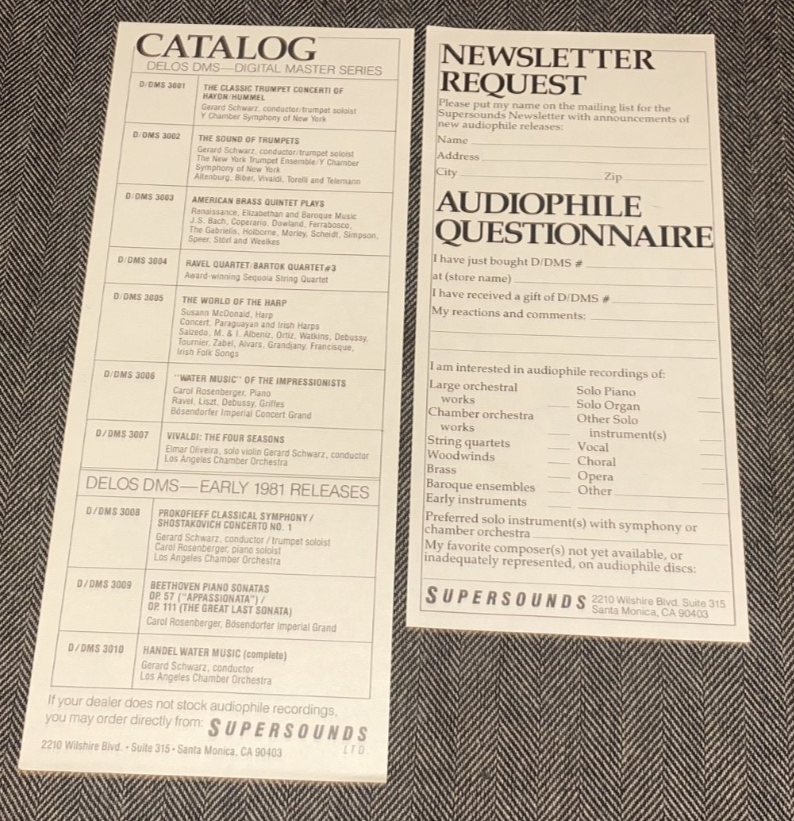 CATALOG
DELOS DMS—DIGITAL MASTER SERIES
D/DMS 3001
THE CLASSIC TRUMPET CONCERTI OF
HAYDN/HUMMEL
Gerard Schwarz, conductor/trumpet soloist
Y Chamber Symphony of New York
D/DMS 3002
THE SOUND OF TRUMPETS
Gerard Schwarz, conductor/trumpet soloist
The New York Trumpet Ensemble/Y Chamber
Symphony of New York
Altenburg, Biber, Vivaldi, Torelli and Telemann
D/DMS 3003
AMERICAN BRASS QUINTET PLAYS
Renaissance, Elizabethan and Baroque Music
J.S. Bach, Coperario, Dowland, Ferrabosco,
The Gabrielis, Holborne, Morley, Scheidt, Simpson,
Speer, Störl and Weelkes
D/DMS 3004
RAVEL QUARTET/BARTOK QUARTET#3
Award-winning Sequoia String Quartet
D/DMS 3005
THE WORLD OF THE HARP
Susann McDonald, Harp
Concert, Paraguayan and Irish Harps
Salzedo, M. & I. Albeniz, Ortiz, Watkins, Debussy,
Tournier, Zabel, Alvars, Grandjany, Francisque,
Irish Folk Songs
D/DMS 3006
"WATER MUSIC" OF THE IMPRESSIONISTS
Carol Rosenberger, Piano
Ravel, Liszt, Debussy, Griffes
Bösendorfer Imperial Concert Grand
D/DMS 3007
VIVALDI: THE FOUR SEASONS
Elmar Oliveira, solo violin Gerard Schwarz, conductor
Los Angeles Chamber Orchestra
DELOS DMS—EARLY 1981 RELEASES
D/DMS 3008
PROKOFIEFF CLASSICAL SYMPHONY/
SHOSTAKOVICH CONCERTO NO. 1
Gerard Schwarz, conductor/trumpet soloist
Carol Rosenberger, piano soloist
Los Angeles Chamber Orchestra
D/DMS 3009
BEETHOVEN PIANO SONATAS
OP. 57 ("APPASSIONATA")/
OP. 111 (THE GREAT LAST SONATA)
Carol Rosenberger, Bösendorfer Imperial Grand
D/DMS 3010
HANDEL WATER MUSIC (complete)
Gerard Schwarz, conductor
Los Angeles Chamber Orchestra
If your dealer does not stock audiophile recordings,
you may order directly from: SUPERSOUNDS
LTD.
2210 Wilshire Blvd. • Suite 315 • Santa Monica, CA 90403
NEWSLETTER
REQUEST
Please put my name on the mailing list for the
Supersounds Newsletter with announcements of
new audiophile releases:
Name
Address
City Zip
AUDIOPHILE
QUESTIONNAIRE
I have just bought D/DMS #
at (store name)
I have received a gift of D/DMS #
My reactions and comments:
I am interested in audiophile recordings of:
Large orchestral
works
Chamber orchestra
works
String quartets
Woodwinds
Brass
Baroque ensembles
Early instruments
Solo Piano
Solo Organ
Other Solo
instrument(s)
Vocal
Choral
Opera
Other
Preferred solo instrument(s) with symphony or
chamber orchestra
My favorite composer(s) not yet available, or
inadequately represented, on audiophile discs:
SUPERSOUNDS 2210 Wilshire Blvd. Suite 315
Santa Monica, CA 90403